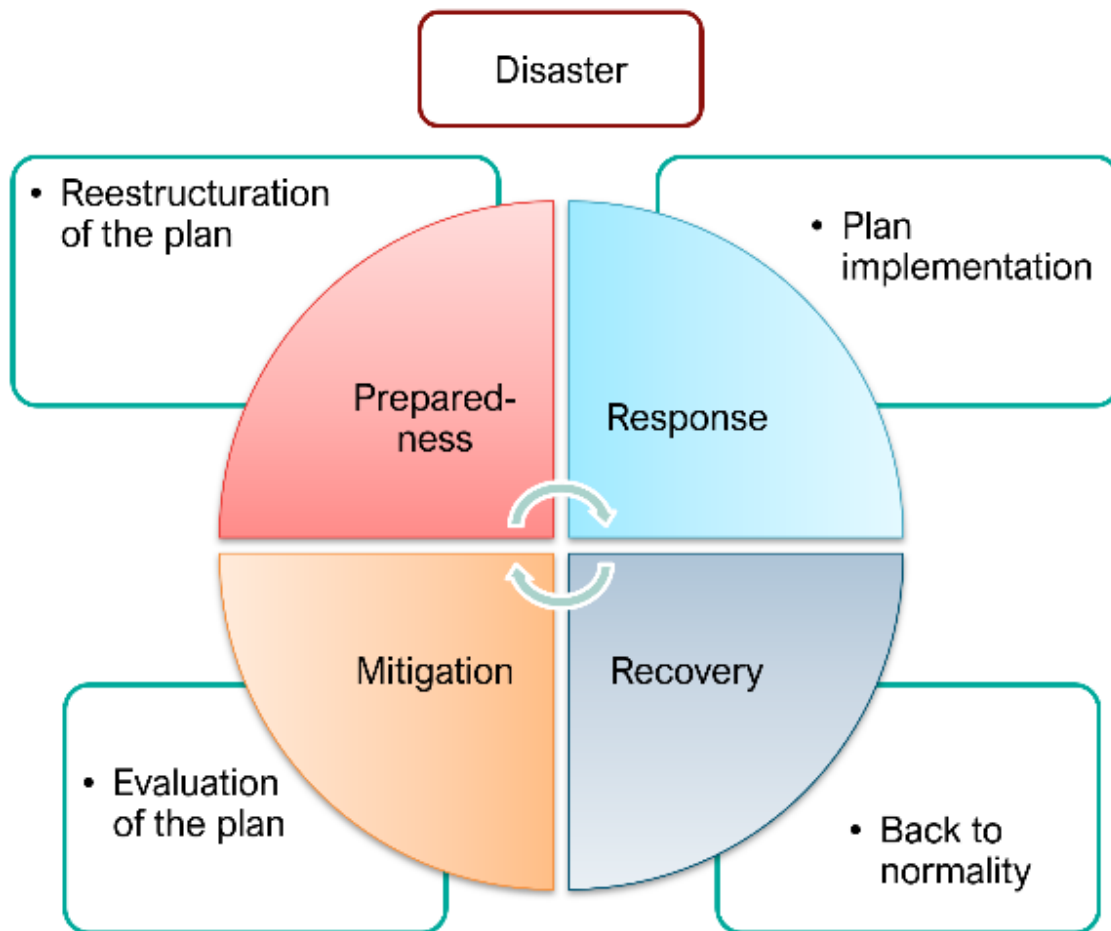 Disaster
• Reestructuration
of the plan
• Plan
implementation
Prepared-
ness
Response
Mitigation
Recovery
• Evaluation
of the plan
• Back to
normality